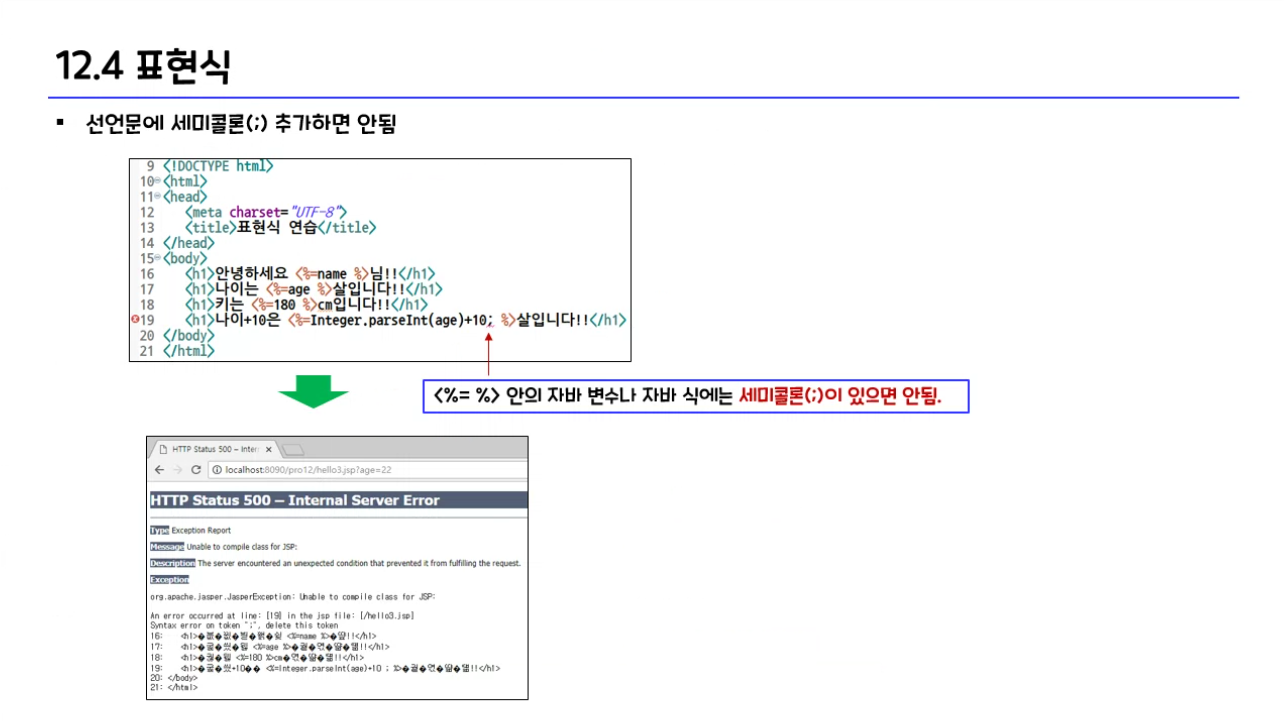 12.4 표현식
▪ 선언문에 세미콜론(;) 추가하면 안됨
9 <!DOCTYPE html>
10 <html>
11 <head>
12 <meta charset="UTF-8">
13 <title>표현식 연습</title>
14 </head>
15 <body>
16 <h1>안녕하세요 <%=name %>님!!</h1>
17 <h1>나이는 <%=age %>살입니다!!</h1>
18 <h1>키는 <%=180 %>cm입니다!!</h1>
19 <h1>나이+10은 <%=Integer.parseInt(age)+10; %>살입니다!!</h1>
20 </body>
21 </html>
<%= %> 안의 자바 변수나 자바 식에는 세미콜론(;)이 있으면 안됨.
HTTP Status 500 – Inter
localhost:8090/pro12/hello3.jsp?age=22
HTTP Status 500 – Internal Server Error
Type Exception Report
Message Unable to compile class for JSP:
Description The server encountered an unexpected condition that prevented it from fulfilling the request.
Exception
org.apache.jasper.JasperException: Unable to compile class for JSP:
An error occurred at line: [19] in the jsp file: [/hello3.jsp]
Syntax error on token ";", delete this token
16: <h1> <%=name %> !!</h1>
17: <h1> <%=age %> !!</h1>
18: <h1> <%=180 %>cm !!</h1>
19: <h1> +10 <%=Integer.parseInt(age)+10 ; %> !!</h1>
20: </body>
21: </html>